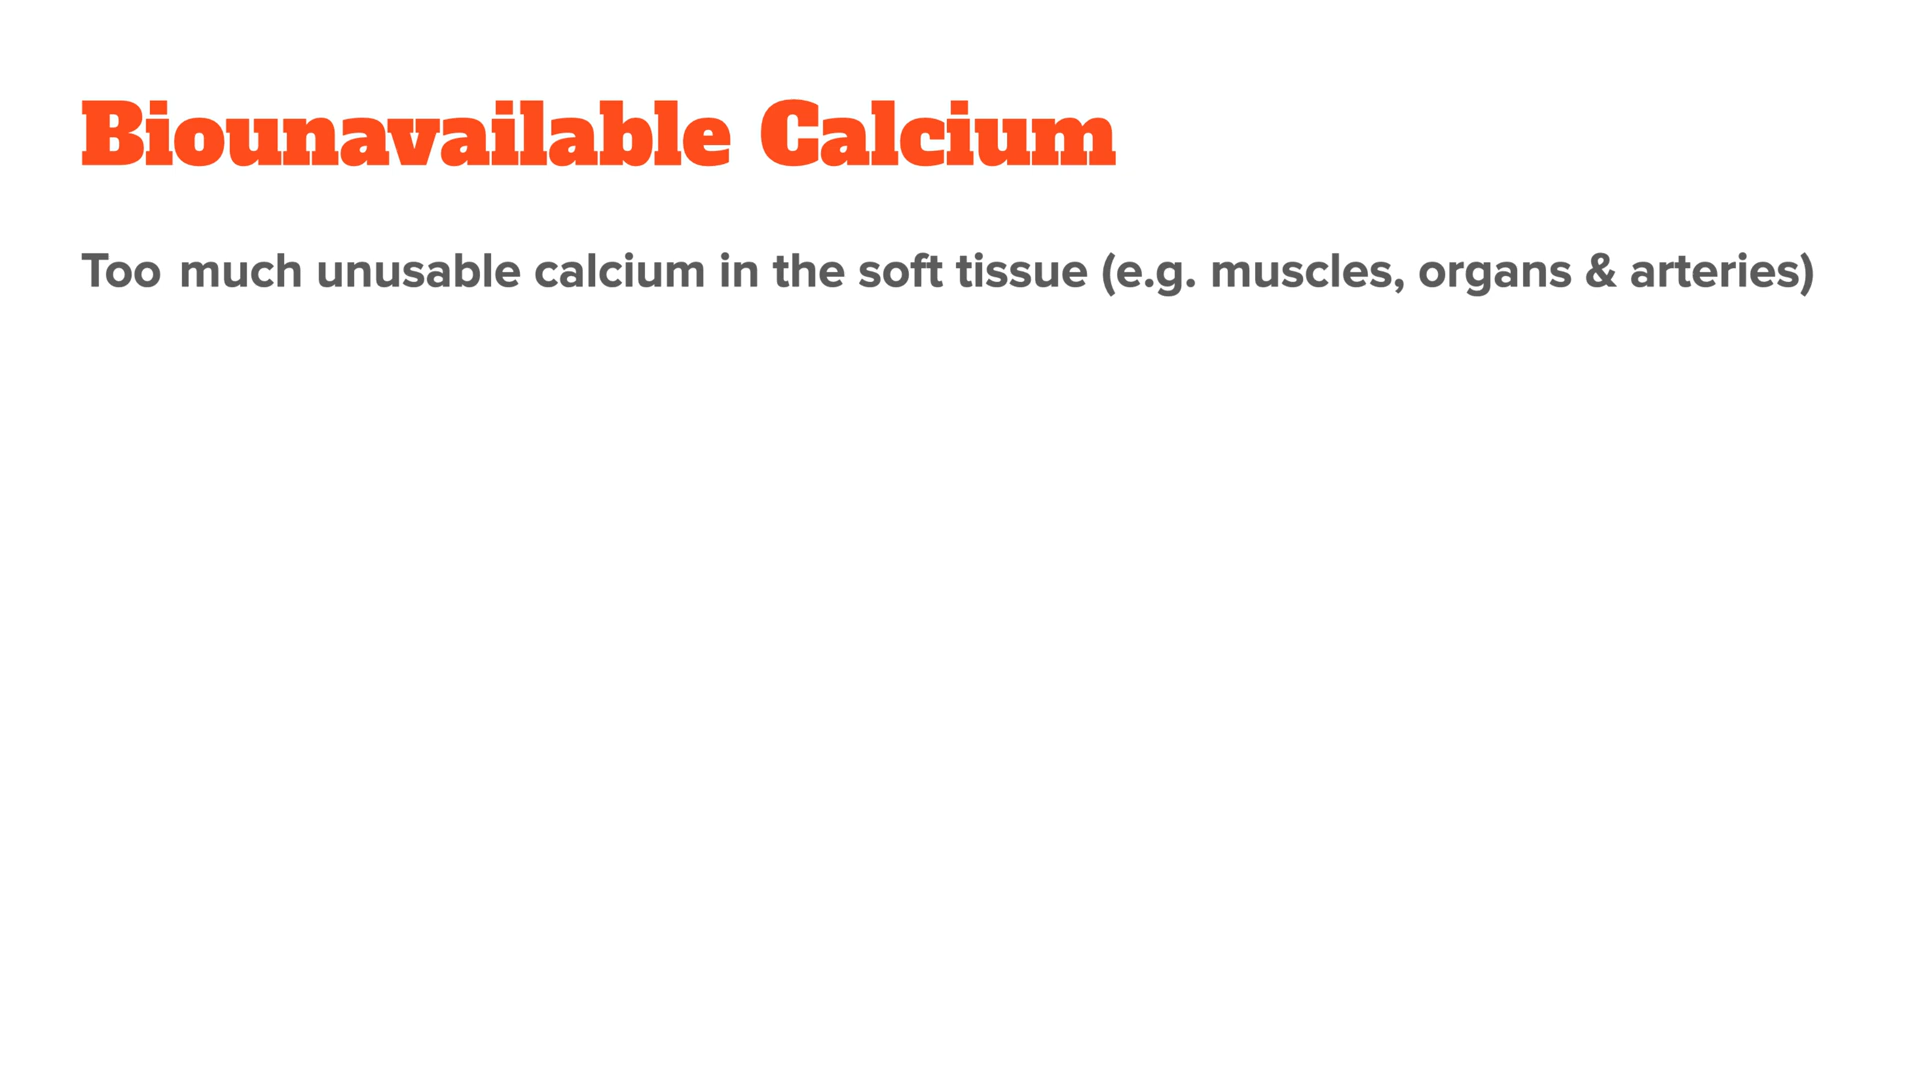 Biounavailable Calcium
Too much unusable calcium in the soft tissue (e.g. muscles, organs & arteries)